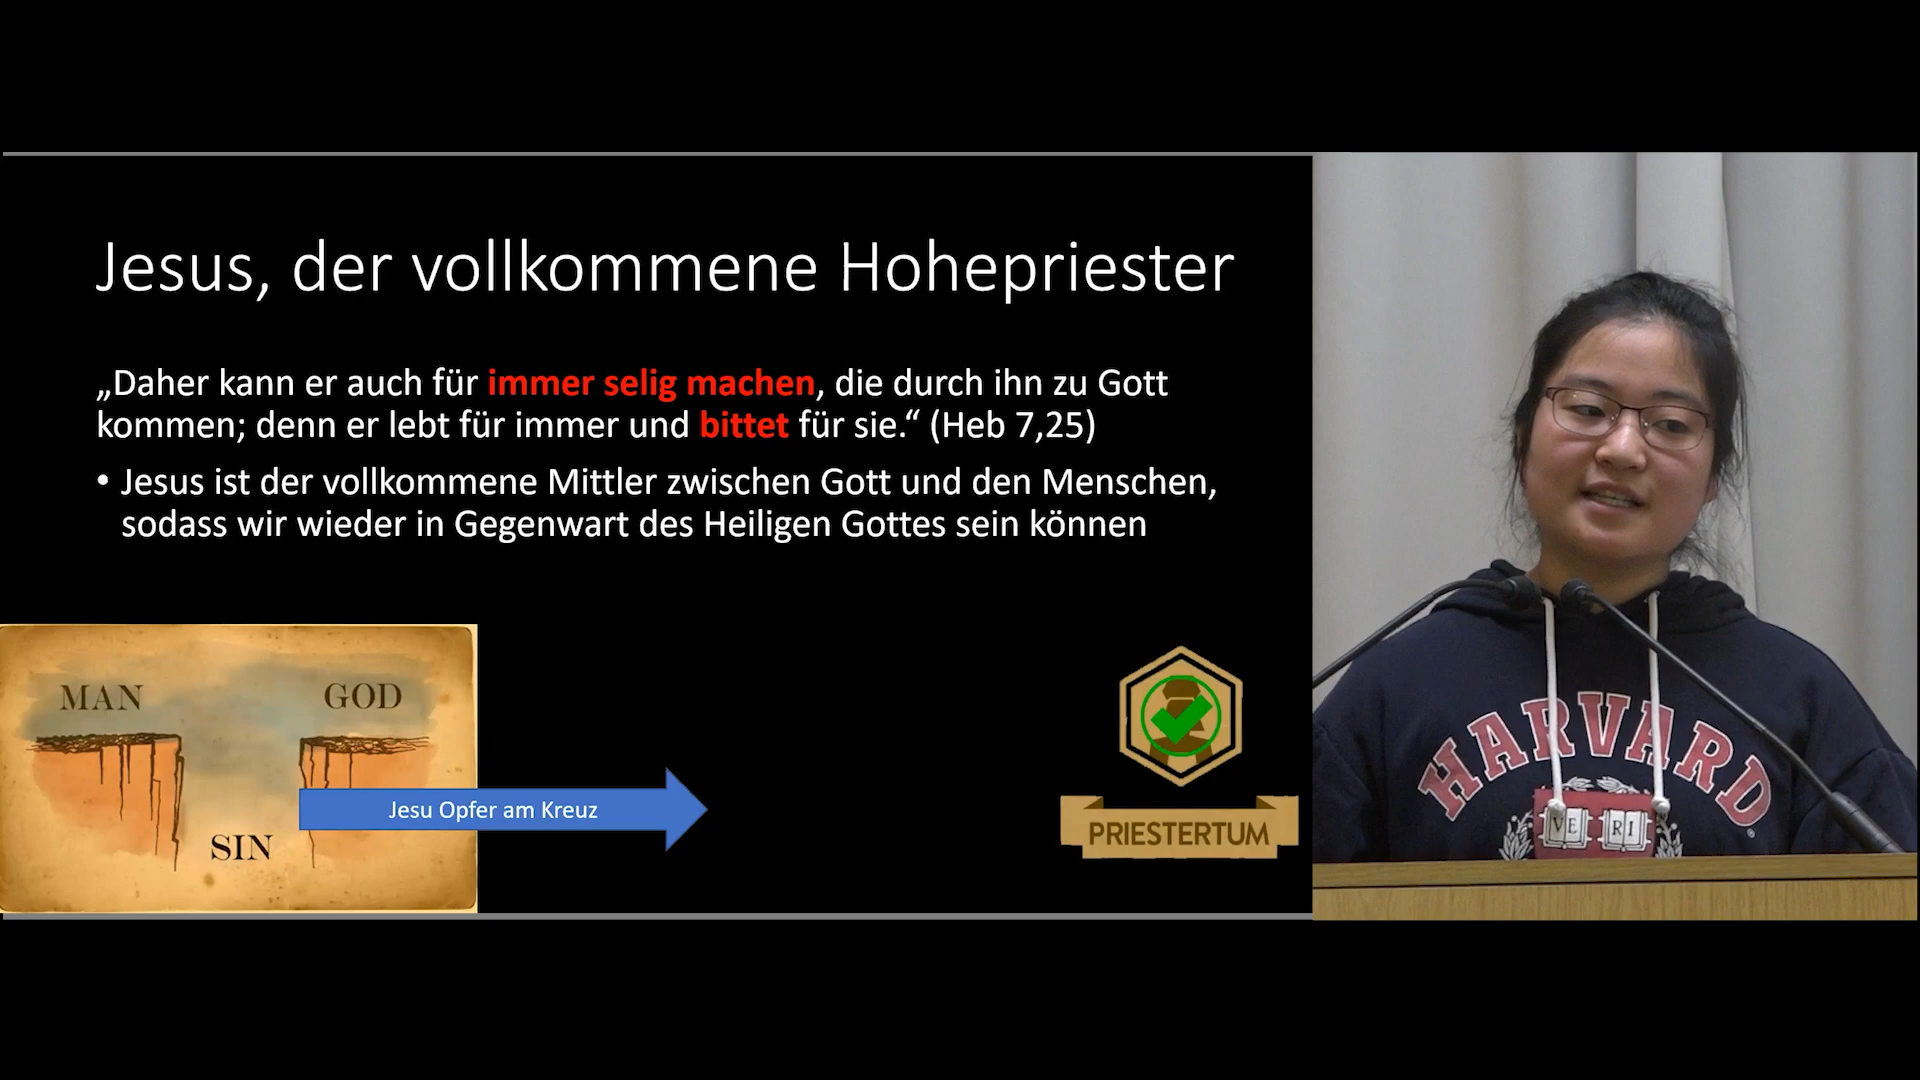 Jesus, der vollkommene Hohepriester
„Daher kann er auch für immer selig machen, die durch ihn zu Gott
kommen; denn er lebt für immer und bittet für sie.“ (Heb 7,25)
• Jesus ist der vollkommene Mittler zwischen Gott und den Menschen,
sodass wir wieder in Gegenwart des Heiligen Gottes sein können
MAN
GOD
SIN
Jesu Opfer am Kreuz
PRIESTERTUM
HARVARD
VE RI